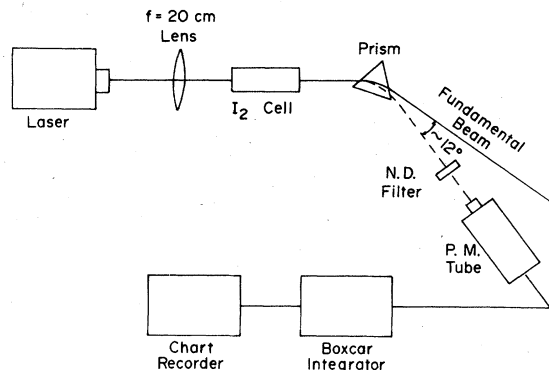 f = 20 cm
Lens
Prism
Laser
I2 Cell
Fundamental
Beam
~12°
N.D.
Filter
P. M.
Tube
Chart
Recorder
Boxcar
Integrator